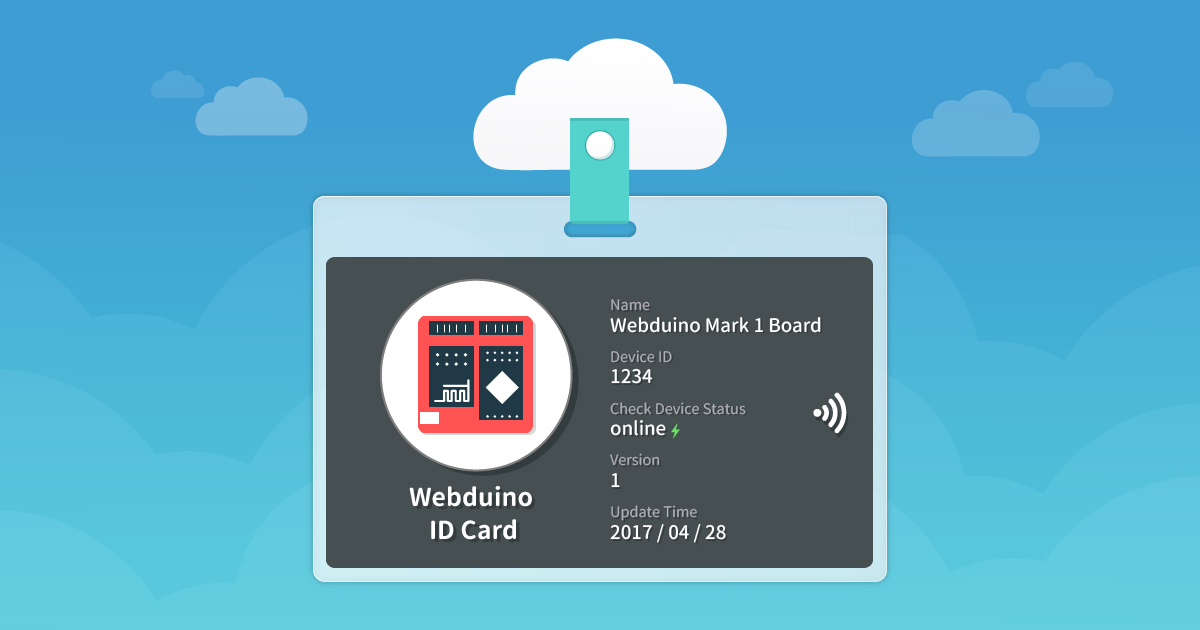 Name
Webduino Mark 1 Board
Device ID
1234
Check Device Status
online
Version
1
Update Time
2017 / 04 / 28
Webduino
ID Card